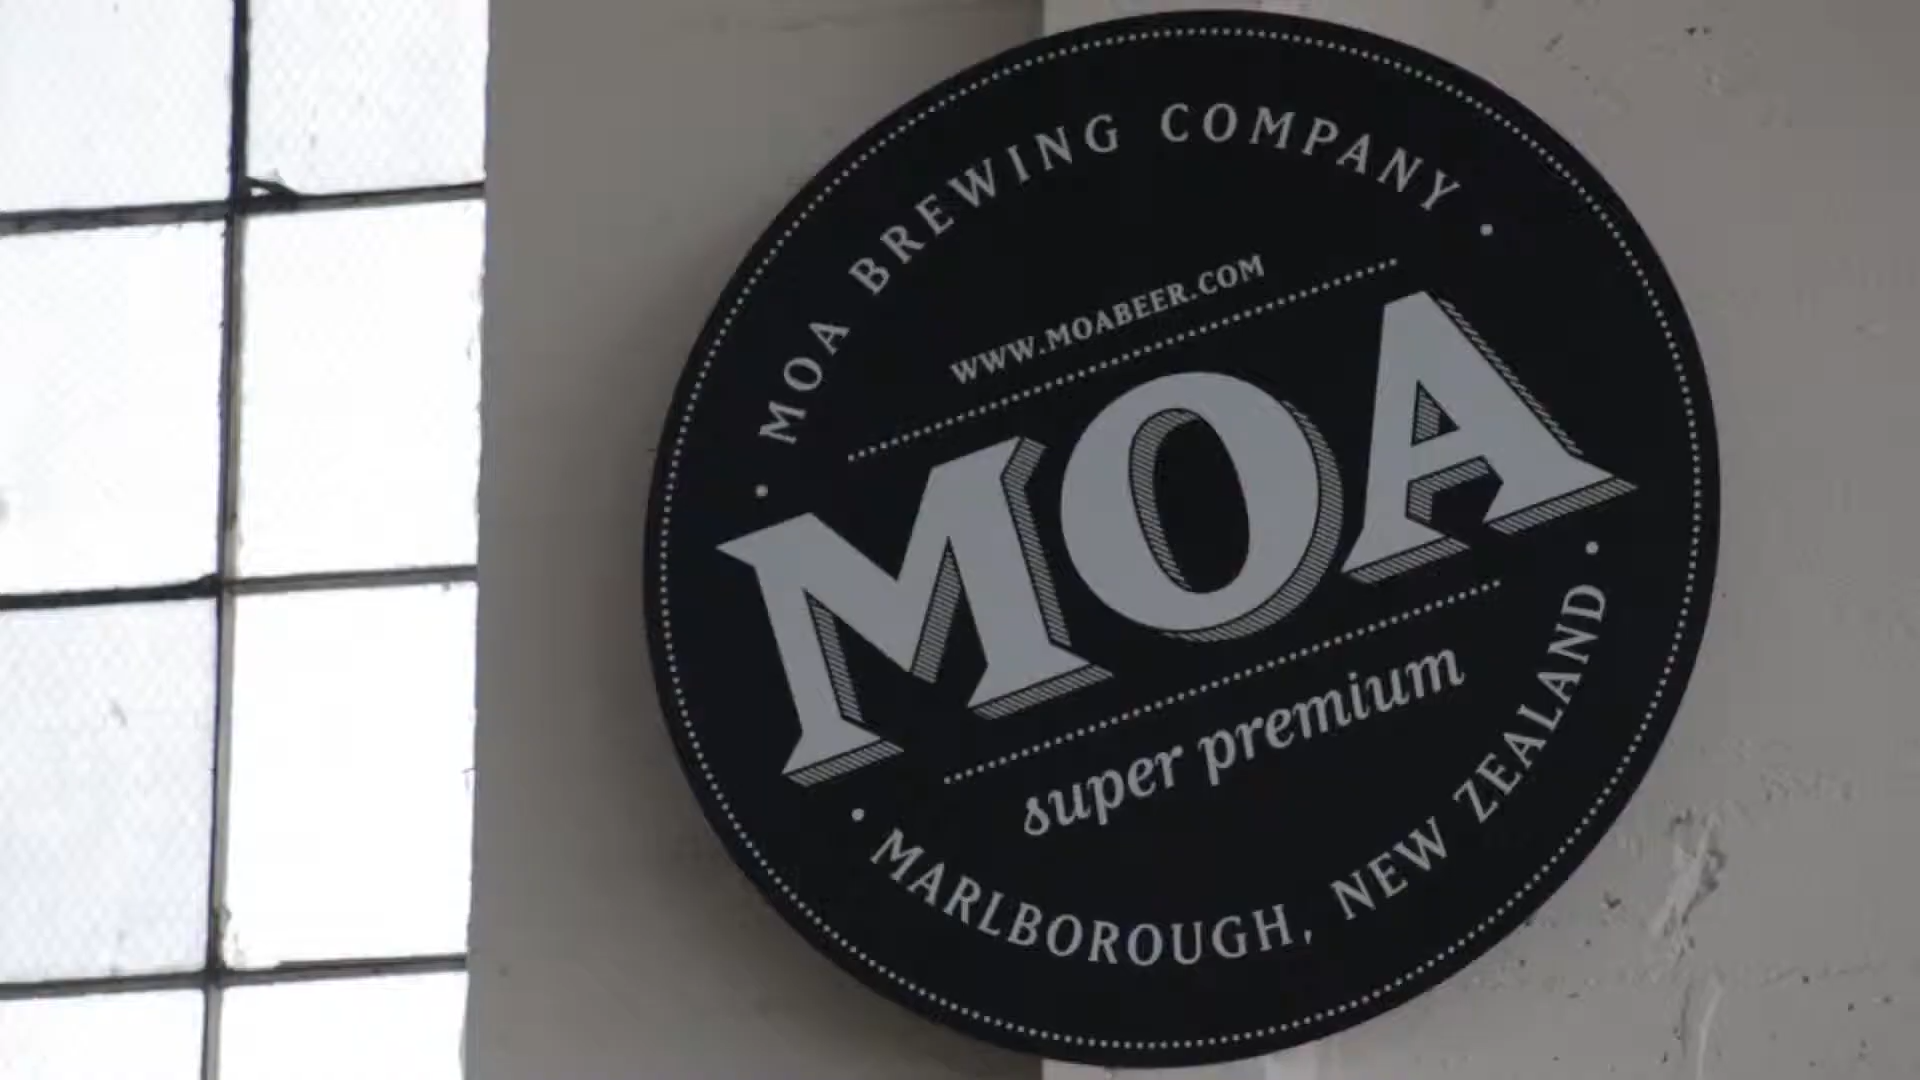 MOA BREWING COMPANY
WWW.MOABEER.COM
MOA
super premium
MARLBOROUGH, NEW ZEALAND